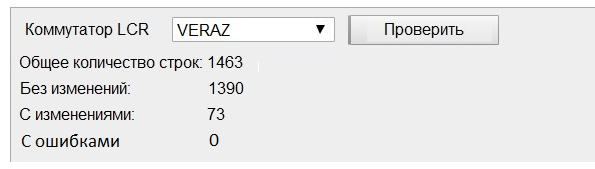 Коммутатор LCR VERAZ ▼ Проверить
Общее количество строк: 1463
Без изменений: 1390
С изменениями: 73
С ошибками 0